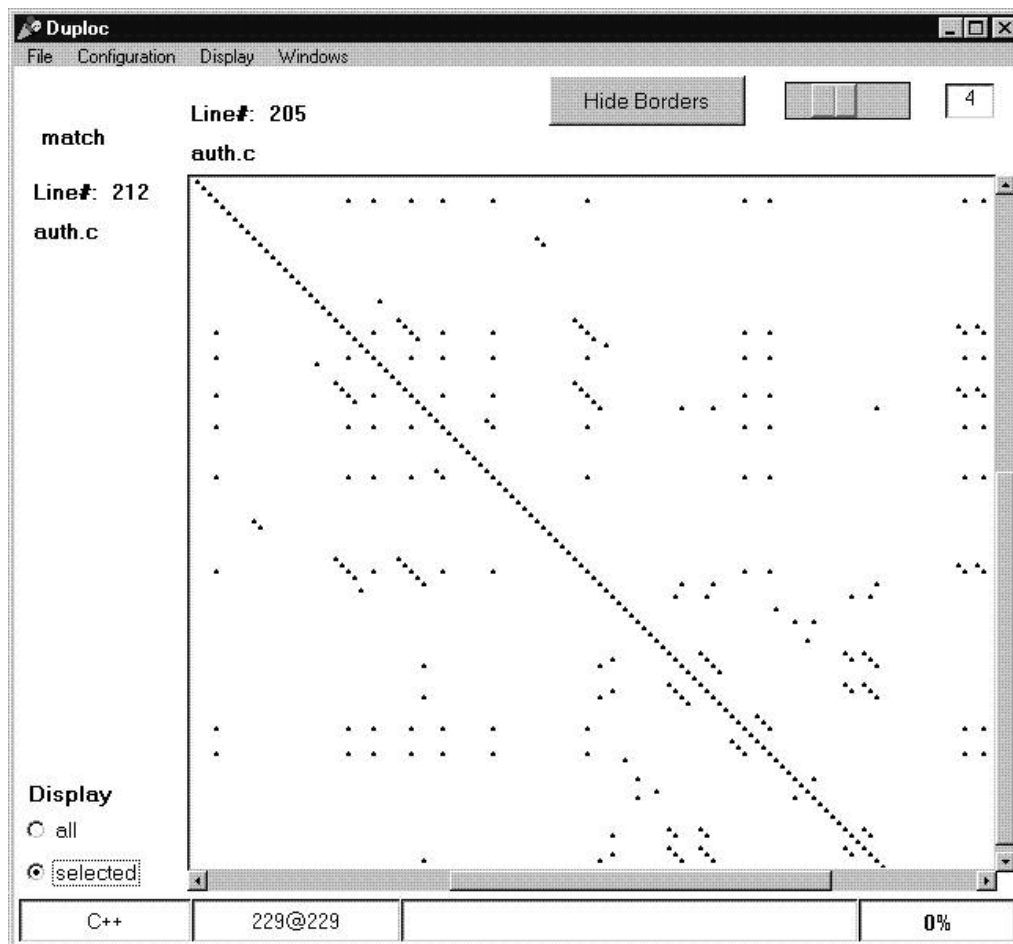 Duploc
File Configuration Display Windows
Hide Borders
4
Line#: 205
match
auth.c
Line#: 212
auth.c
Display
all
selected
C++
229@229
0%